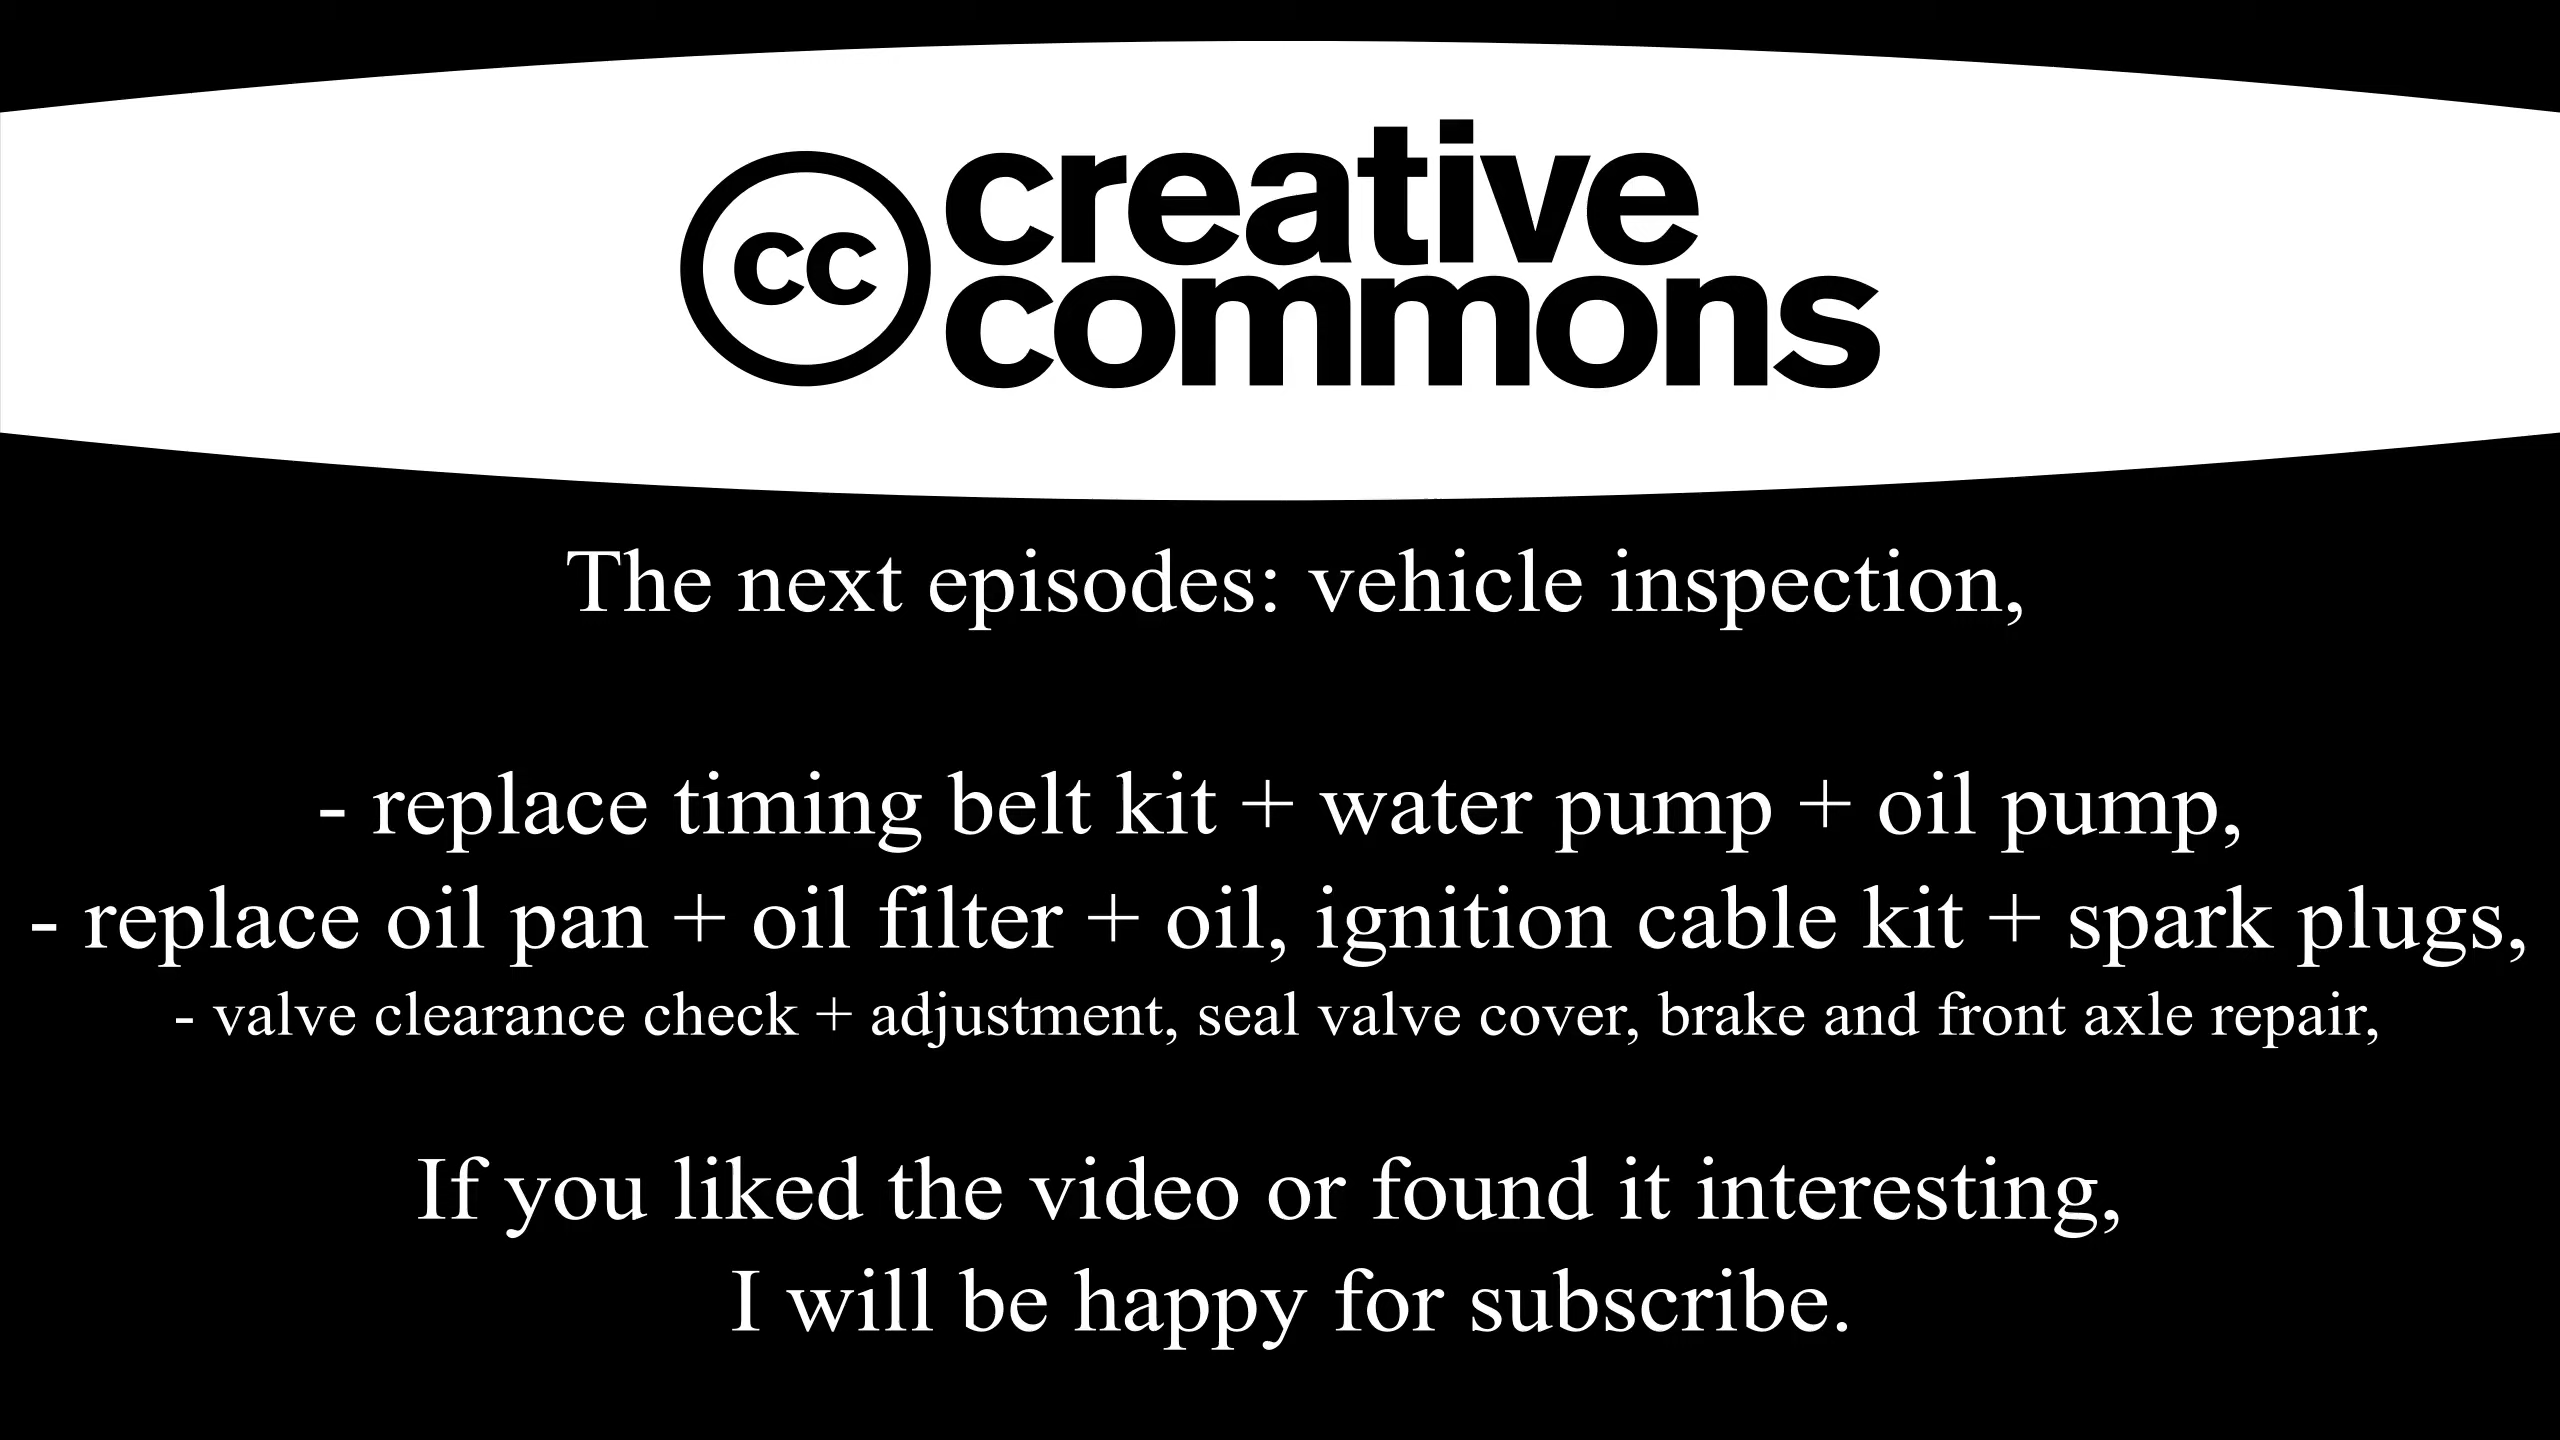 cc creative
commons
The next episodes: vehicle inspection,
- replace timing belt kit + water pump + oil pump,
- replace oil pan + oil filter + oil, ignition cable kit + spark plugs,
- valve clearance check + adjustment, seal valve cover, brake and front axle repair,
If you liked the video or found it interesting,
I will be happy for subscribe.